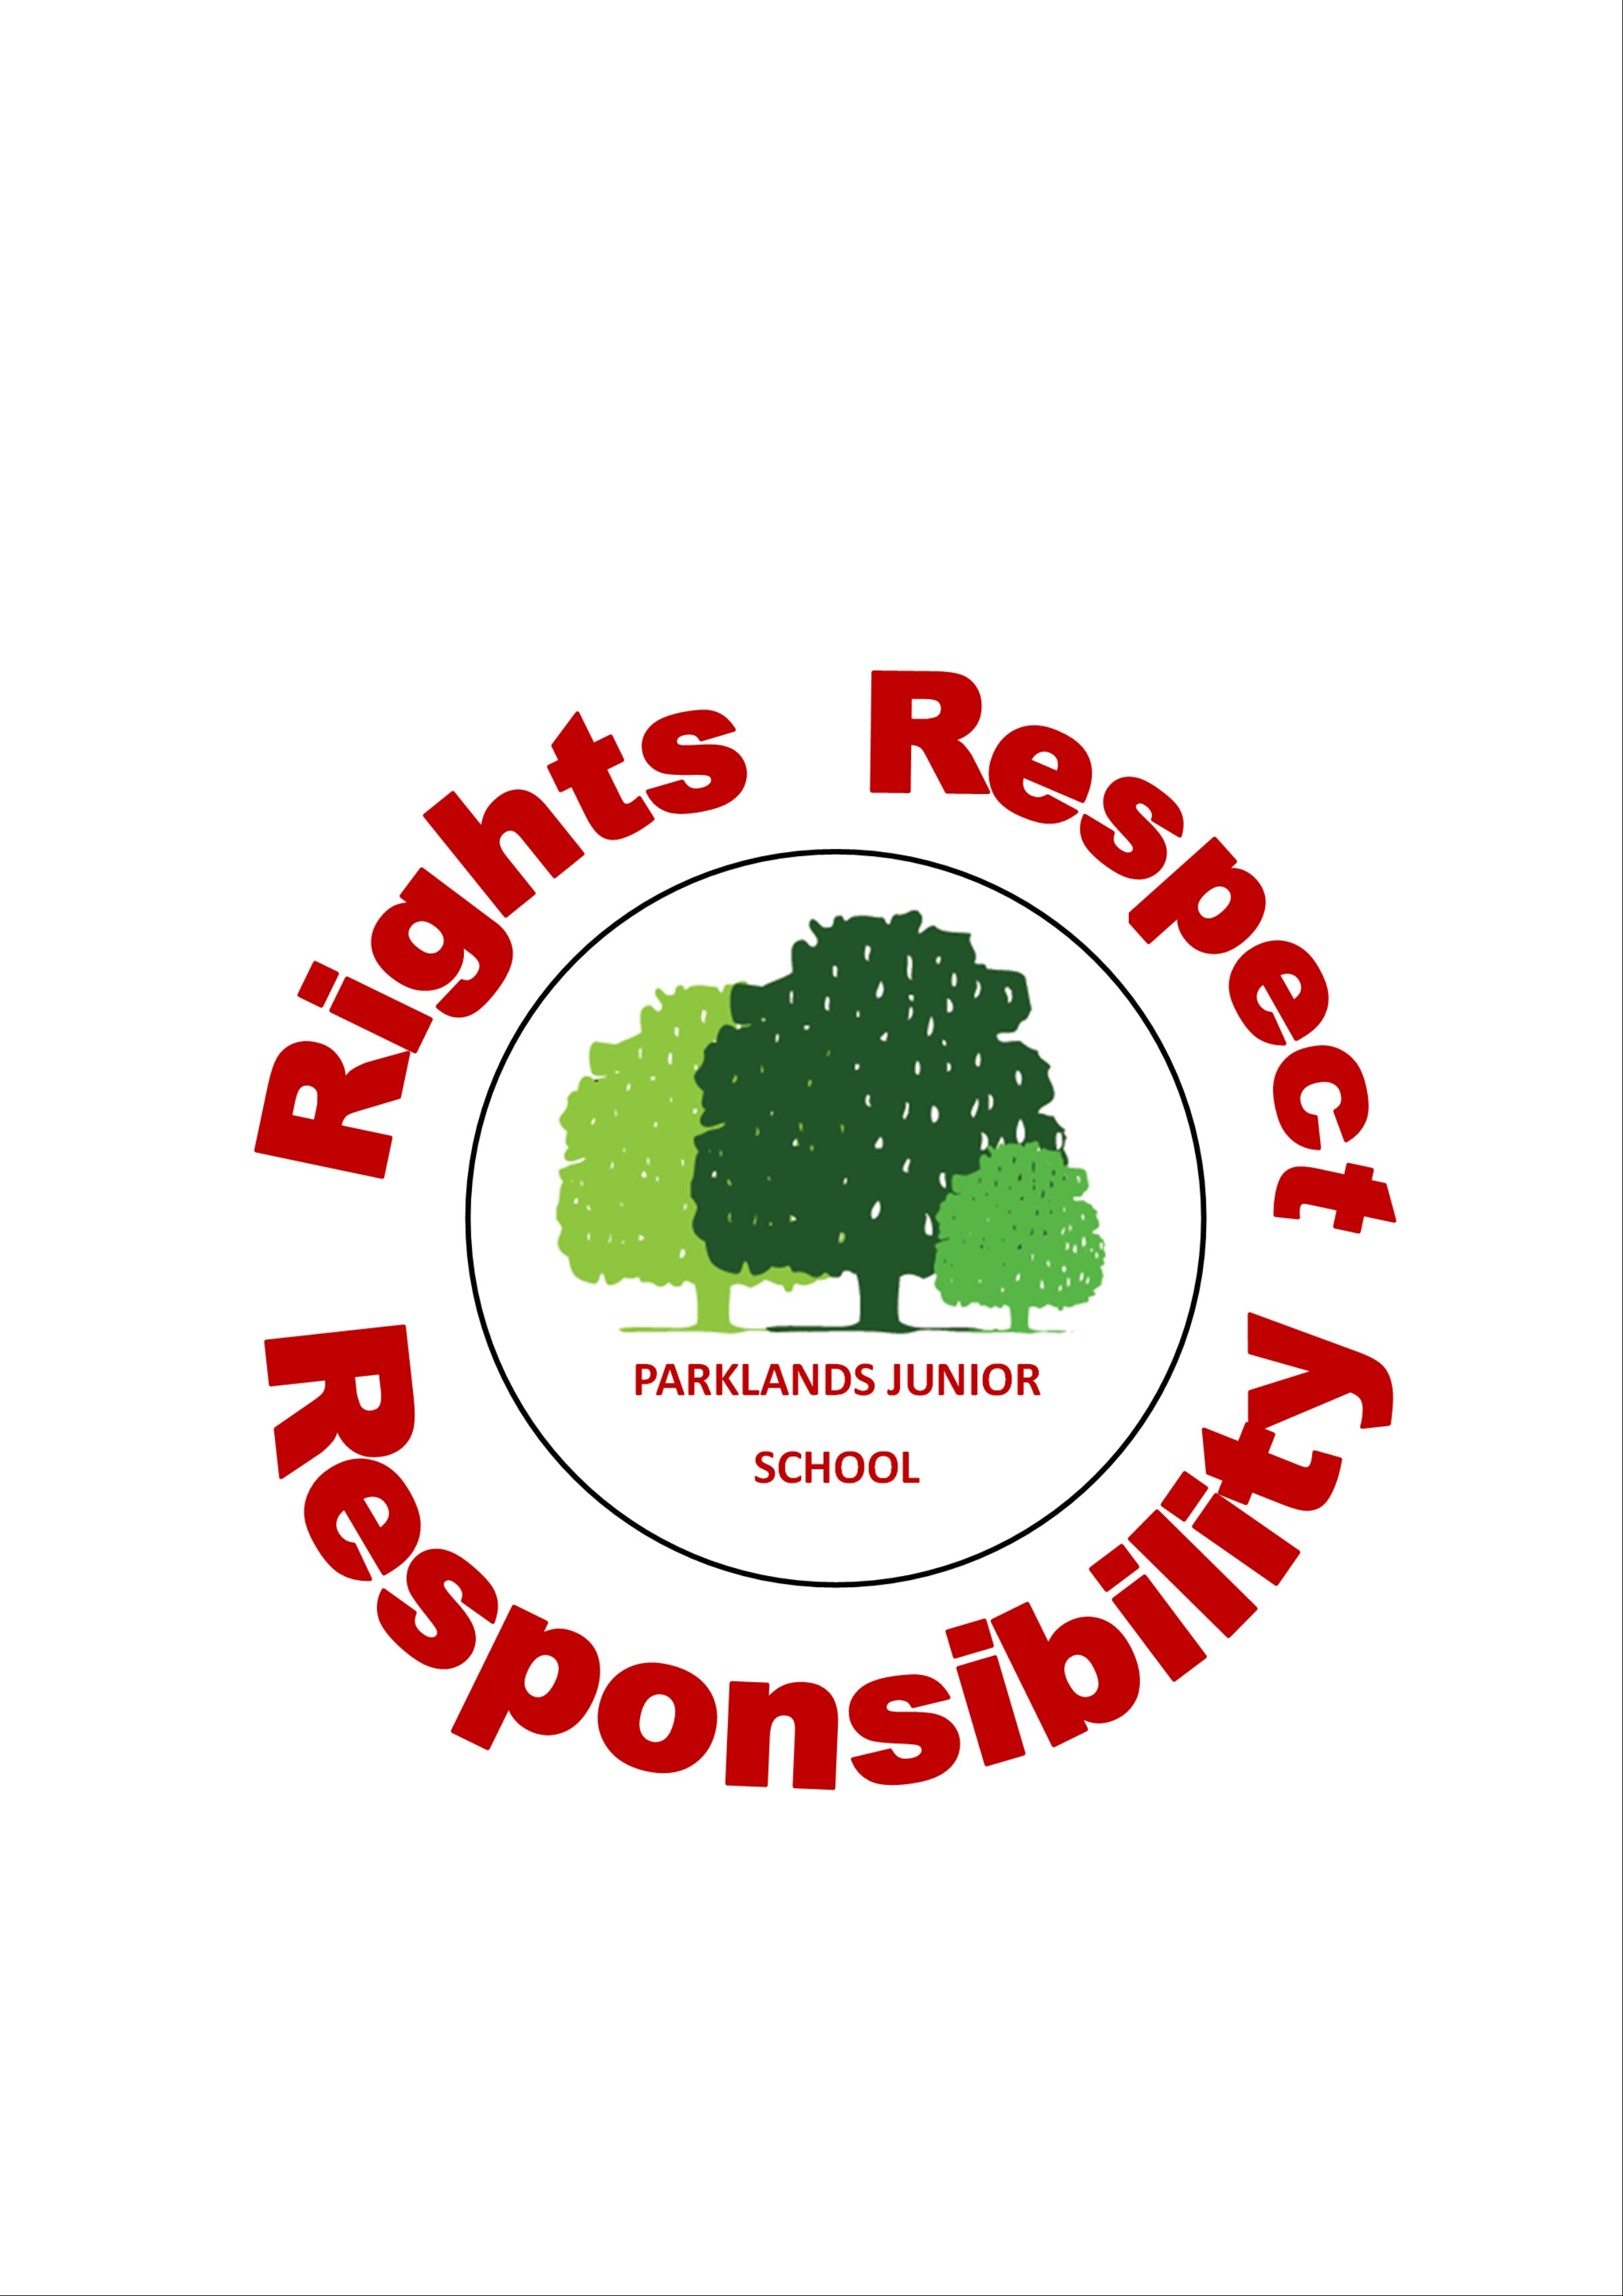 Rights Respect
PARKLANDS JUNIOR
SCHOOL
Responsibility